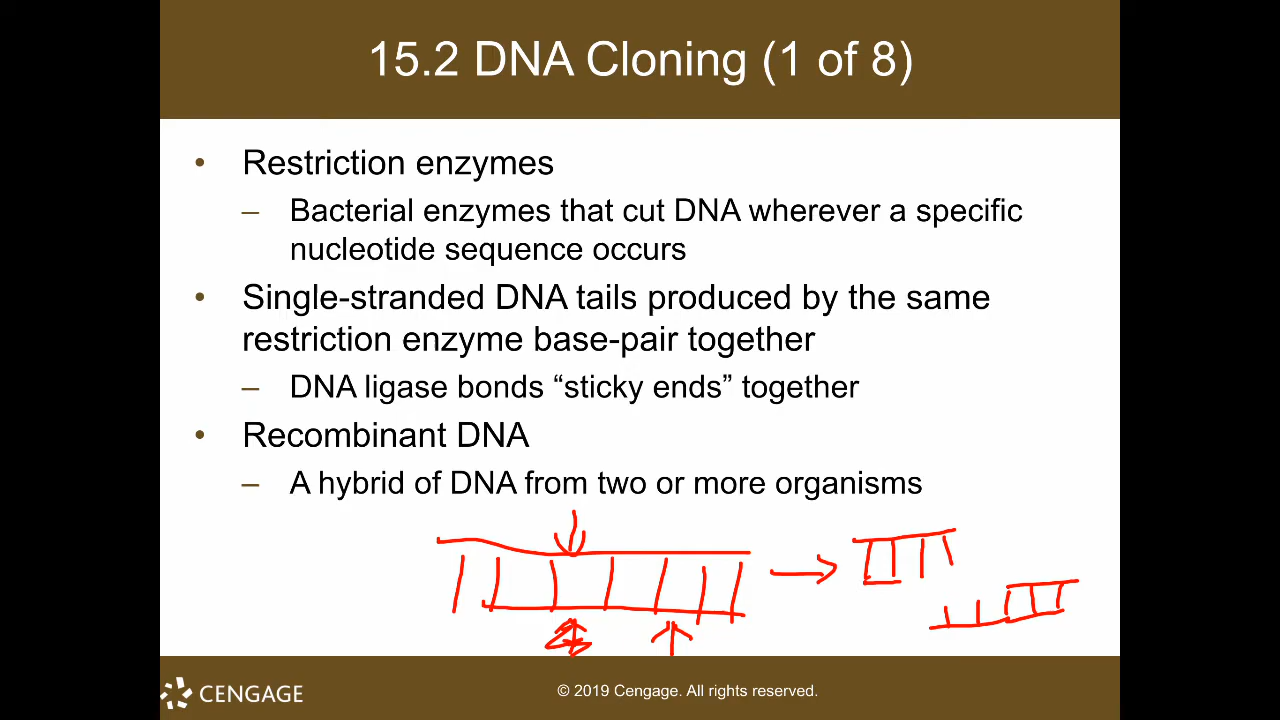 15.2 DNA Cloning (1 of 8)
• Restriction enzymes
– Bacterial enzymes that cut DNA wherever a specific
nucleotide sequence occurs
• Single-stranded DNA tails produced by the same
restriction enzyme base-pair together
– DNA ligase bonds “sticky ends” together
• Recombinant DNA
– A hybrid of DNA from two or more organisms
CENGAGE
© 2019 Cengage. All rights reserved.